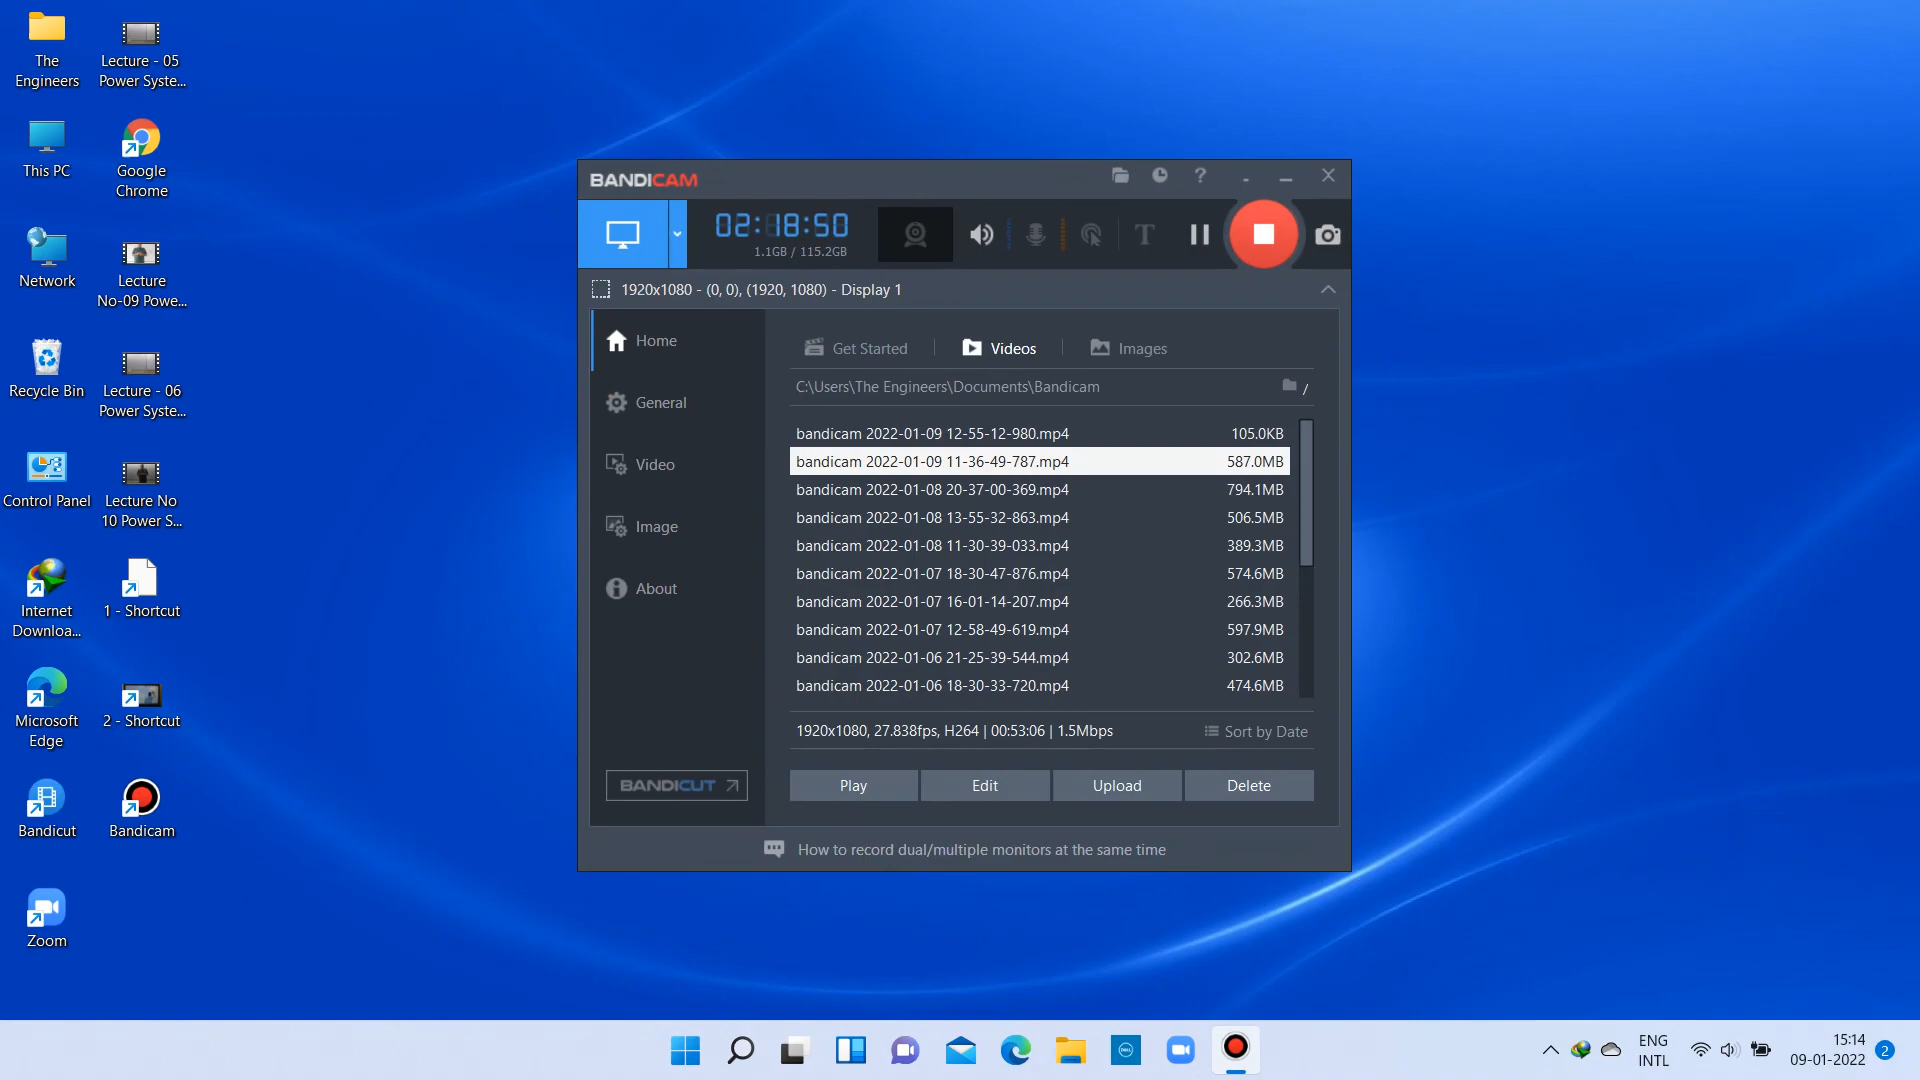 The
Engineers
Lecture - 05
Power Syste...
This PC
Google
Chrome
Network
Lecture
No-09 Powe...
Recycle Bin
Lecture - 06
Power Syste...
Control Panel
Lecture No
10 Power S...
Internet
Downloa...
1 - Shortcut
Microsoft
Edge
2 - Shortcut
Bandicut
Bandicam
Zoom
BANDICAM
?
02:18:50
1.1GB / 115.2GB
T
1920x1080 - (0, 0), (1920, 1080) - Display 1
Home
General
Video
Image
About
BANDICUT
Get Started
Videos
Images
C:\Users\The Engineers\Documents\Bandicam
/
bandicam 2022-01-09 12-55-12-980.mp4 105.0KB
bandicam 2022-01-09 11-36-49-787.mp4 587.0MB
bandicam 2022-01-08 20-37-00-369.mp4 794.1MB
bandicam 2022-01-08 13-55-32-863.mp4 506.5MB
bandicam 2022-01-08 11-30-39-033.mp4 389.3MB
bandicam 2022-01-07 18-30-47-876.mp4 574.6MB
bandicam 2022-01-07 16-01-14-207.mp4 266.3MB
bandicam 2022-01-07 12-58-49-619.mp4 597.9MB
bandicam 2022-01-06 21-25-39-544.mp4 302.6MB
bandicam 2022-01-06 18-30-33-720.mp4 474.6MB
1920x1080, 27.838fps, H264 | 00:53:06 | 1.5Mbps
Sort by Date
Play
Edit
Upload
Delete
How to record dual/multiple monitors at the same time
DELL
ENG
INTL
15:14
09-01-2022
2